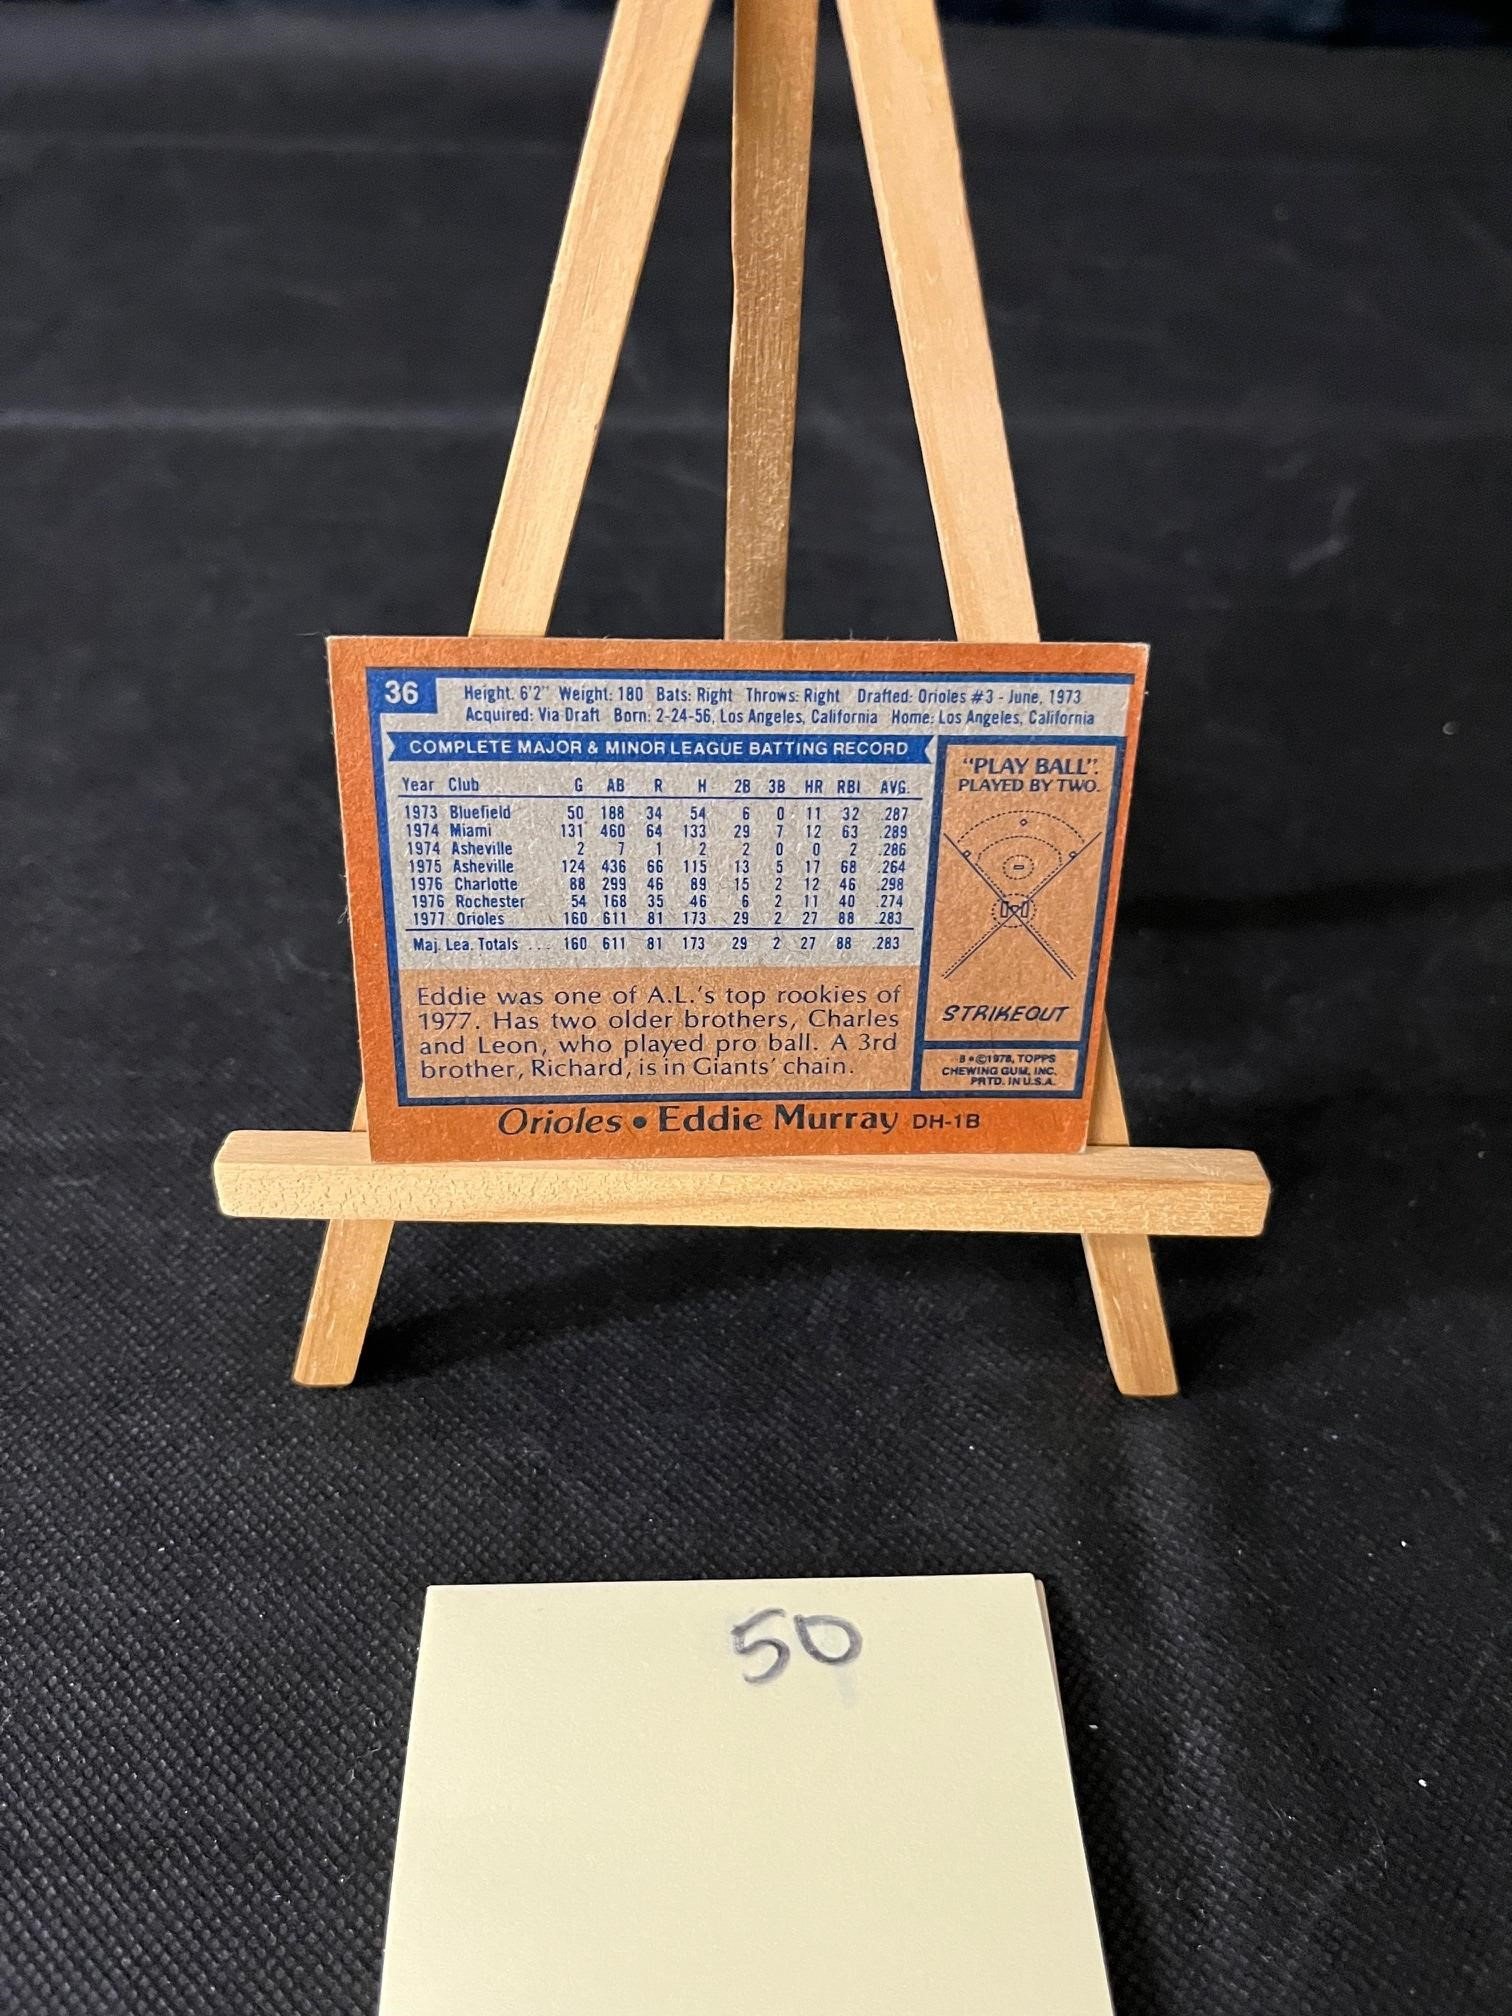 36
Height: 6'2" Weight: 180 Bats: Right Throws: Right Drafted: Orioles #3 - June, 1973
Acquired: Via Draft Born: 2-24-56, Los Angeles, California Home: Los Angeles, California
COMPLETE MAJOR & MINOR LEAGUE BATTING RECORD
Year Club G AB R H 2B 3B HR RBI AVG.
1973 Bluefield 50 188 34 54 6 0 11 32 .287
1974 Miami 131 460 64 133 29 7 12 63 .289
1974 Asheville 2 7 1 2 2 0 0 2 .286
1975 Asheville 124 436 66 115 13 5 17 68 .264
1976 Charlotte 88 299 46 89 15 2 12 46 .298
1976 Rochester 54 168 35 46 6 2 11 40 .274
1977 Orioles 160 611 81 173 29 2 27 88 .283
Maj. Lea. Totals ... 160 611 81 173 29 2 27 88 .283
Eddie was one of A.L.'s top rookies of
1977. Has two older brothers, Charles
and Leon, who played pro ball. A 3rd
brother, Richard, is in Giants' chain.
"PLAY BALL".
PLAYED BY TWO.
STRIKEOUT
B•©1978, TOPPS
CHEWING GUM, INC.
PRTD. IN U.S.A.
Orioles • Eddie Murray DH-1B
50